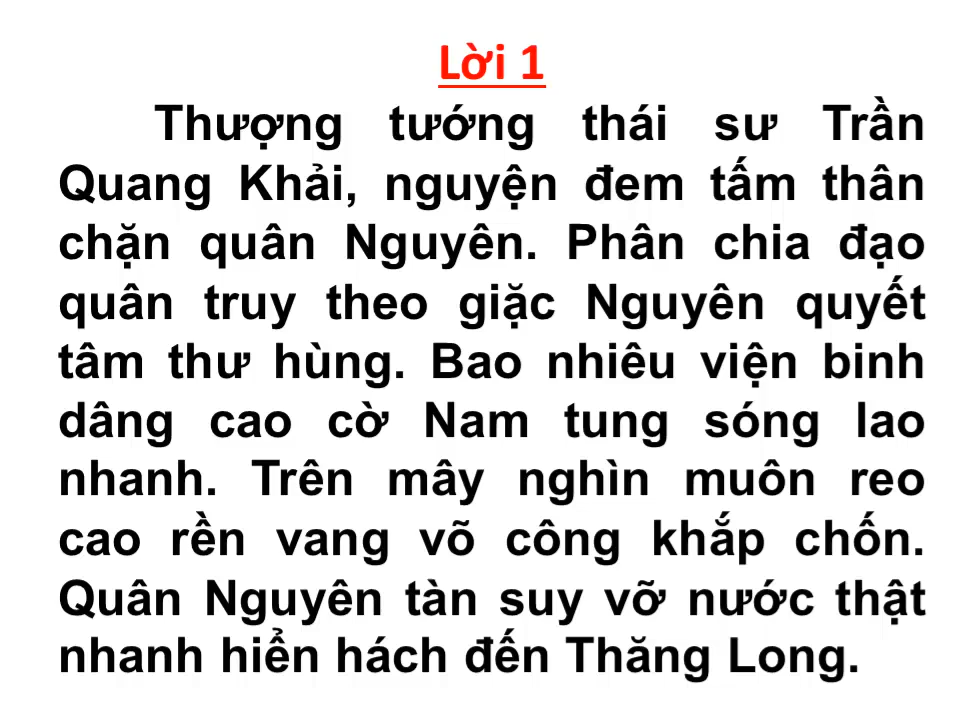 Lời 1
Thượng tướng thái sư Trần
Quang Khải, nguyện đem tấm thân
chặn quân Nguyên. Phân chia đạo
quân truy theo giặc Nguyên quyết
tâm thư hùng. Bao nhiêu viện binh
dâng cao cờ Nam tung sóng lao
nhanh. Trên mây nghìn muôn reo
cao rền vang võ công khắp chốn.
Quân Nguyên tàn suy vỡ nước thật
nhanh hiển hách đến Thăng Long.